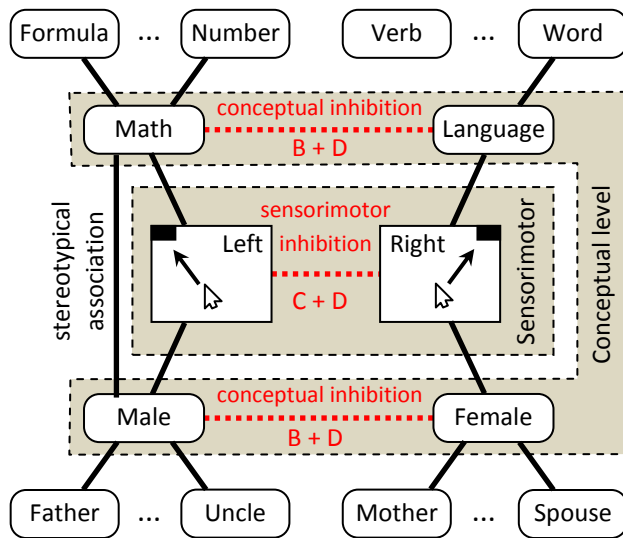 Formula ... Number Verb ... Word
conceptual inhibition
Math Language
B + D
stereotypical
association
sensorimotor
Left inhibition Right
C + D
Sensorimotor
Conceptual level
conceptual inhibition
Male Female
B + D
Father ... Uncle Mother ... Spouse